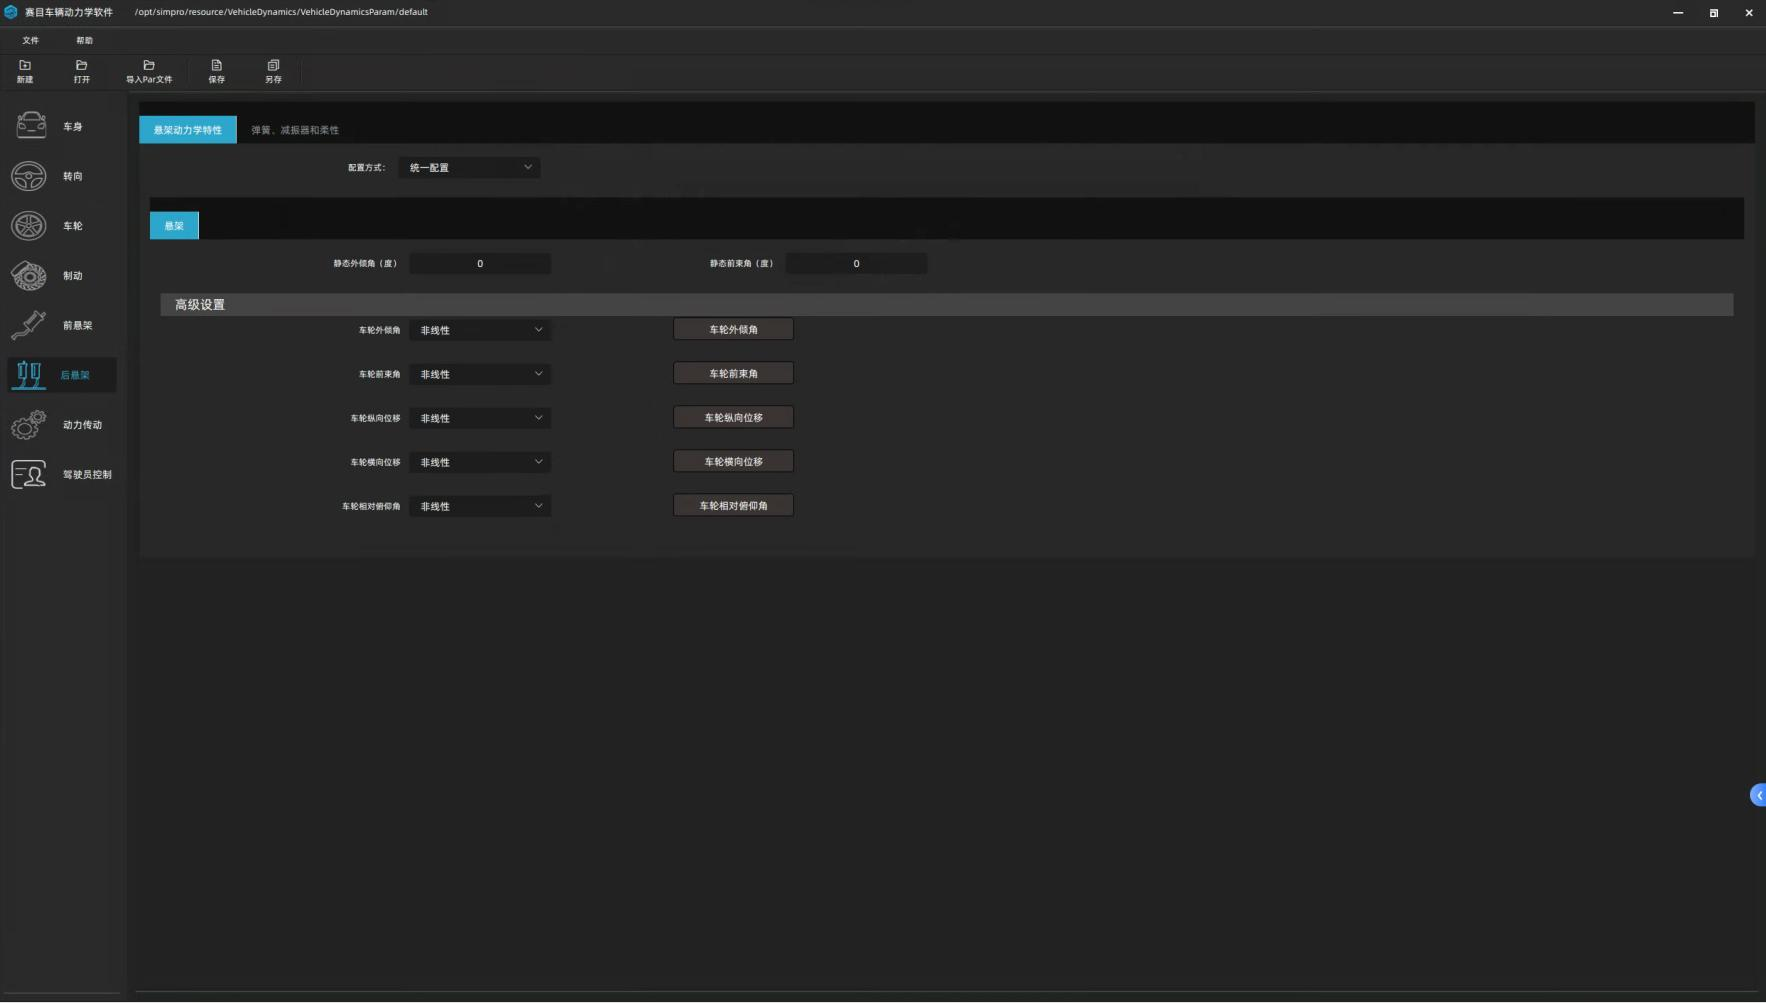 赛目车辆动力学软件 /opt/simpro/resource/VehicleDynamics/VehicleDynamicsParam/default
文件 帮助
新建 打开 导入Par文件 保存 另存
车身
转向
车轮
制动
前悬架
后悬架
动力传动
驾驶员控制
悬架动力学特性 弹簧、减振器和柔性
配置方式： 统一配置
悬架
静态外倾角（度） 0 静态前束角（度） 0
高级设置
车轮外倾角 非线性 车轮外倾角
车轮前束角 非线性 车轮前束角
车轮纵向位移 非线性 车轮纵向位移
车轮横向位移 非线性 车轮横向位移
车轮相对俯仰角 非线性 车轮相对俯仰角